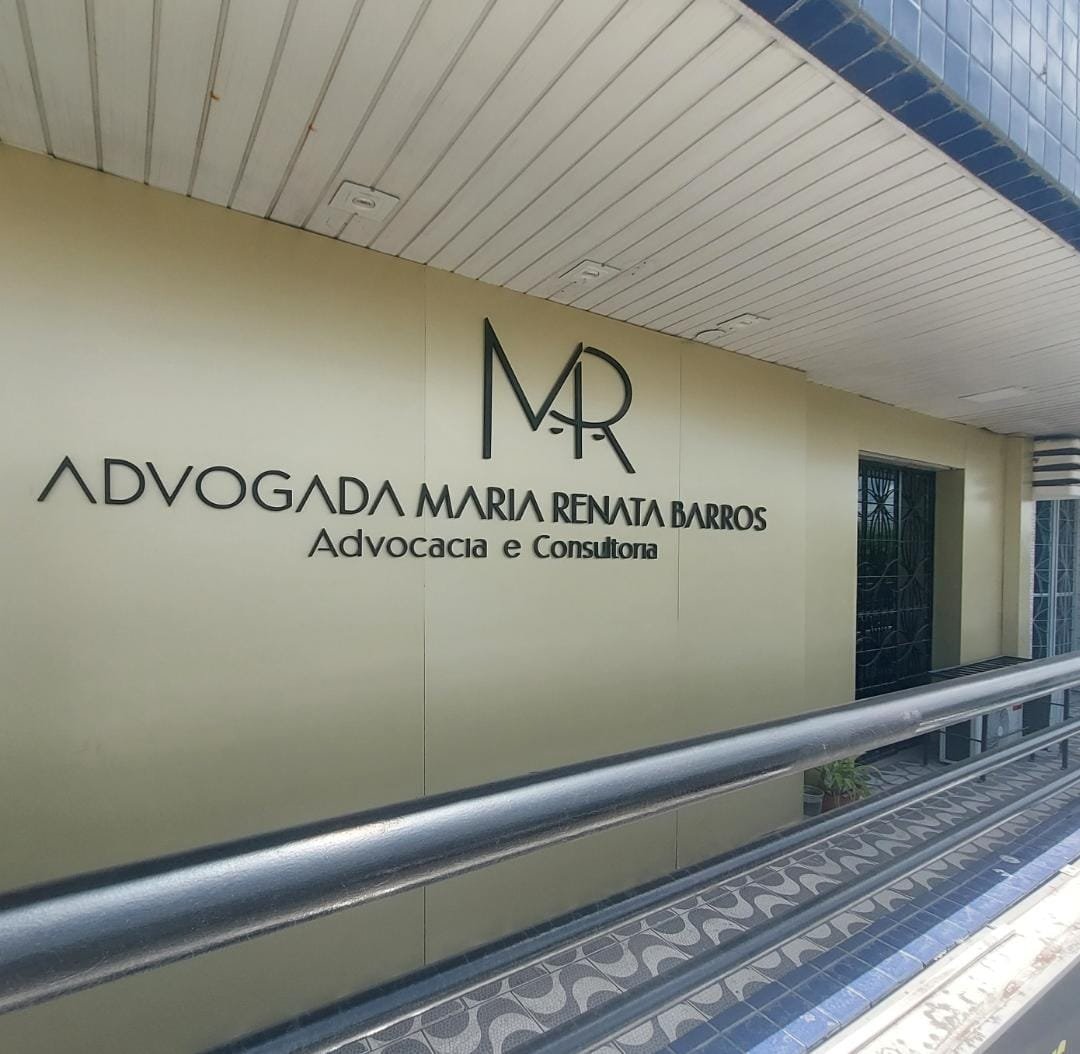 MR
ADVOGADA MARIA RENATA BARROS
Advocacia e Consultoria